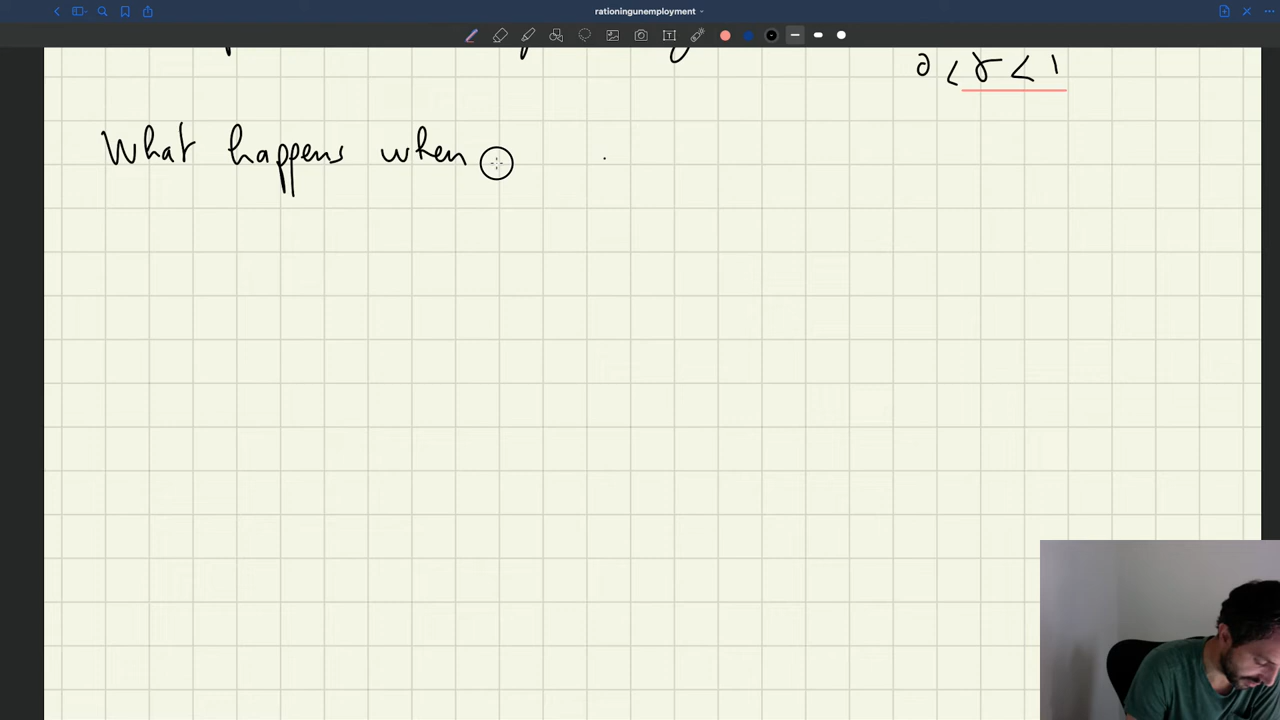 rationingunemployment
0 < γ < 1
What happens when